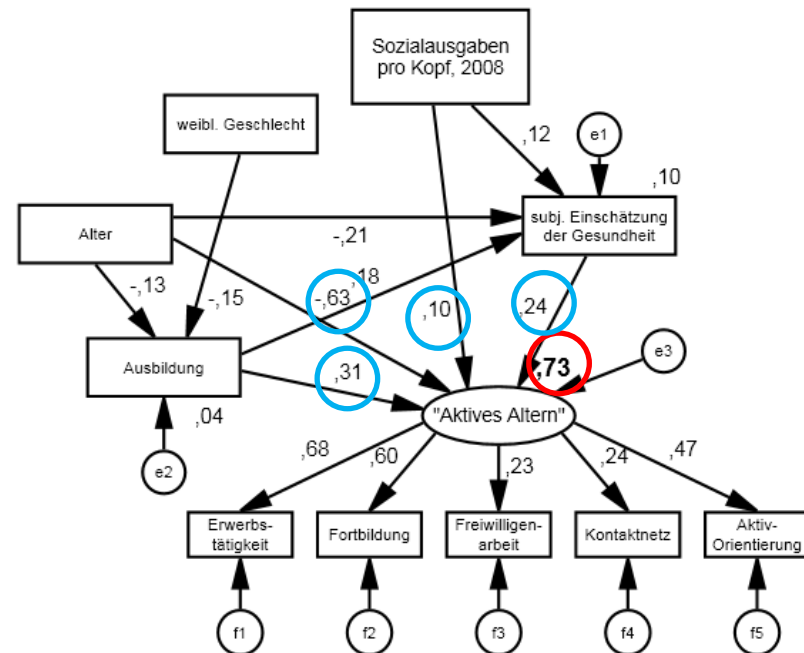 Sozialausgaben
pro Kopf, 2008
weibl. Geschlecht
,12
e1
,10
Alter
subj. Einschätzung
der Gesundheit
-,21
-,13
-,15
-,63
,18
,10
,24
Ausbildung
,31
,73
e3
,04
"Aktives Altern"
e2
,68
,60
,23
,24
,47
Erwerbs-
tätigkeit
Fortbildung
Freiwilligen-
arbeit
Kontaktnetz
Aktiv-
Orientierung
f1
f2
f3
f4
f5